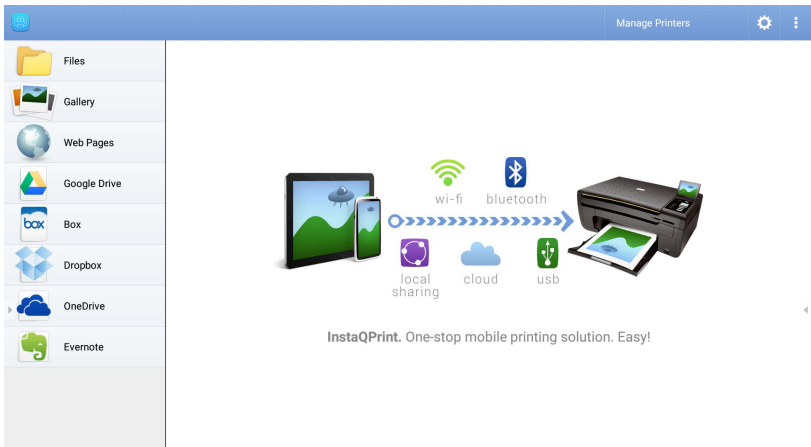 Manage Printers
Files
Gallery
Web Pages
Google Drive
box
Box
Dropbox
OneDrive
Evernote
wi-fi
bluetooth
local
sharing
cloud
usb
InstaQPrint. One-stop mobile printing solution. Easy!